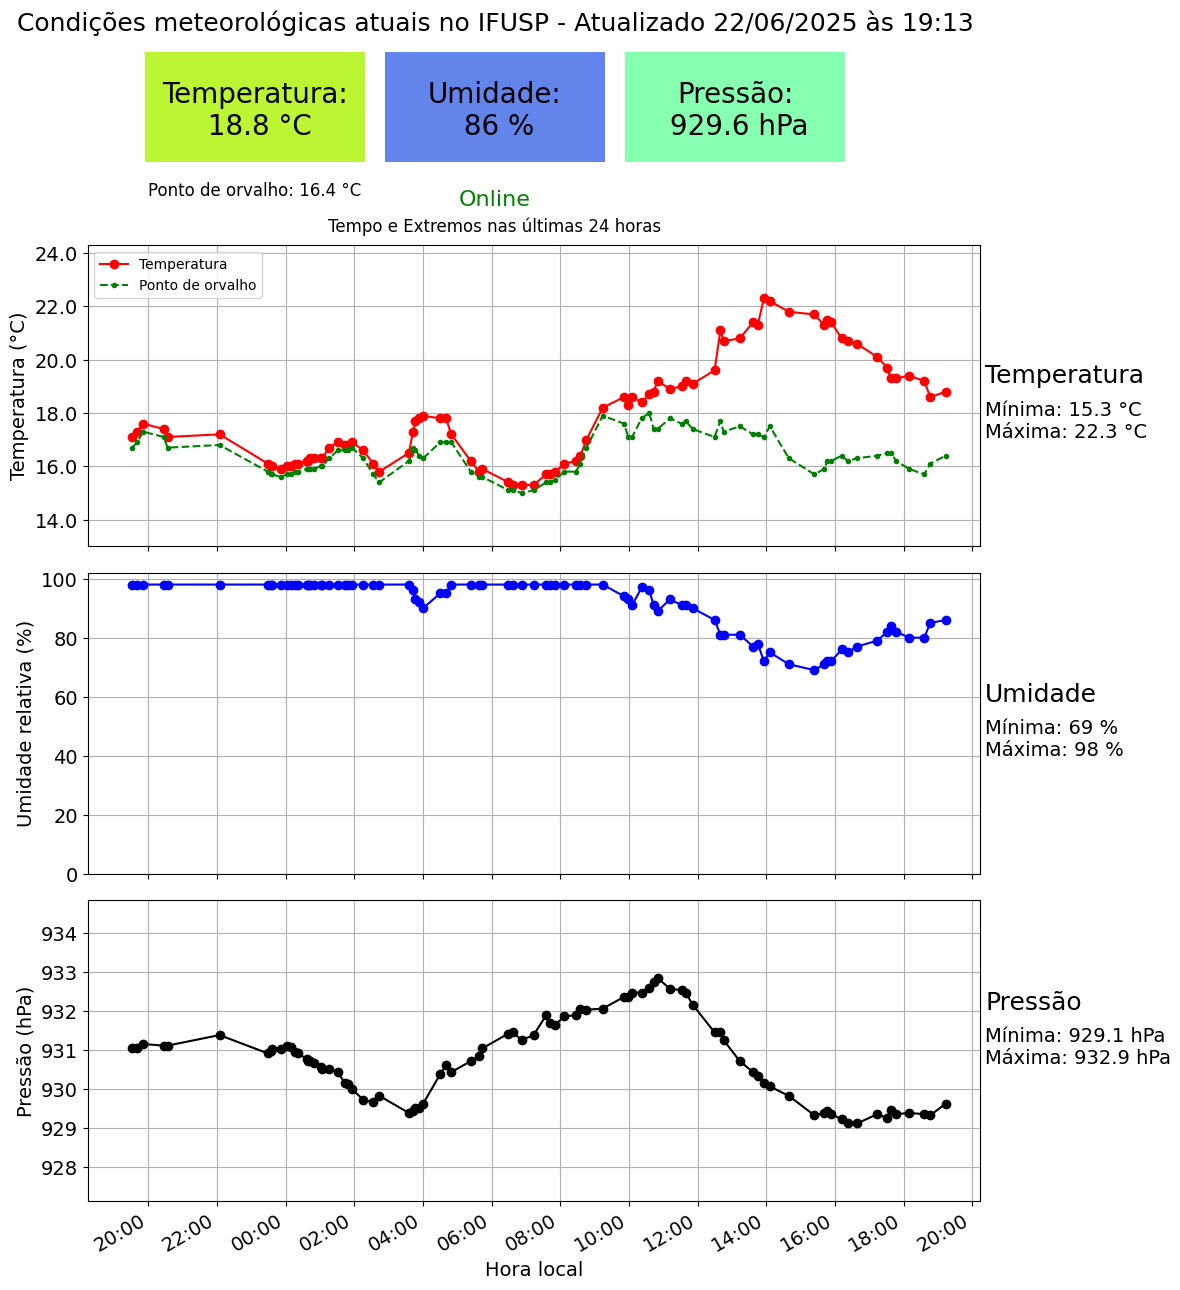 Condições meteorológicas atuais no IFUSP - Atualizado 22/06/2025 às 19:13
Temperatura:
18.8 °C
Umidade:
86 %
Pressão:
929.6 hPa
Ponto de orvalho: 16.4 °C
Online
Tempo e Extremos nas últimas 24 horas
Temperatura
Ponto de orvalho
Temperatura (°C)
24.0
22.0
20.0
18.0
16.0
14.0
Temperatura
Mínima: 15.3 °C
Máxima: 22.3 °C
Umidade relativa (%)
100
80
60
40
20
0
Umidade
Mínima: 69 %
Máxima: 98 %
Pressão (hPa)
934
933
932
931
930
929
928
Pressão
Mínima: 929.1 hPa
Máxima: 932.9 hPa
20:00 22:00 00:00 02:00 04:00 06:00 08:00 10:00 12:00 14:00 16:00 18:00 20:00
Hora local